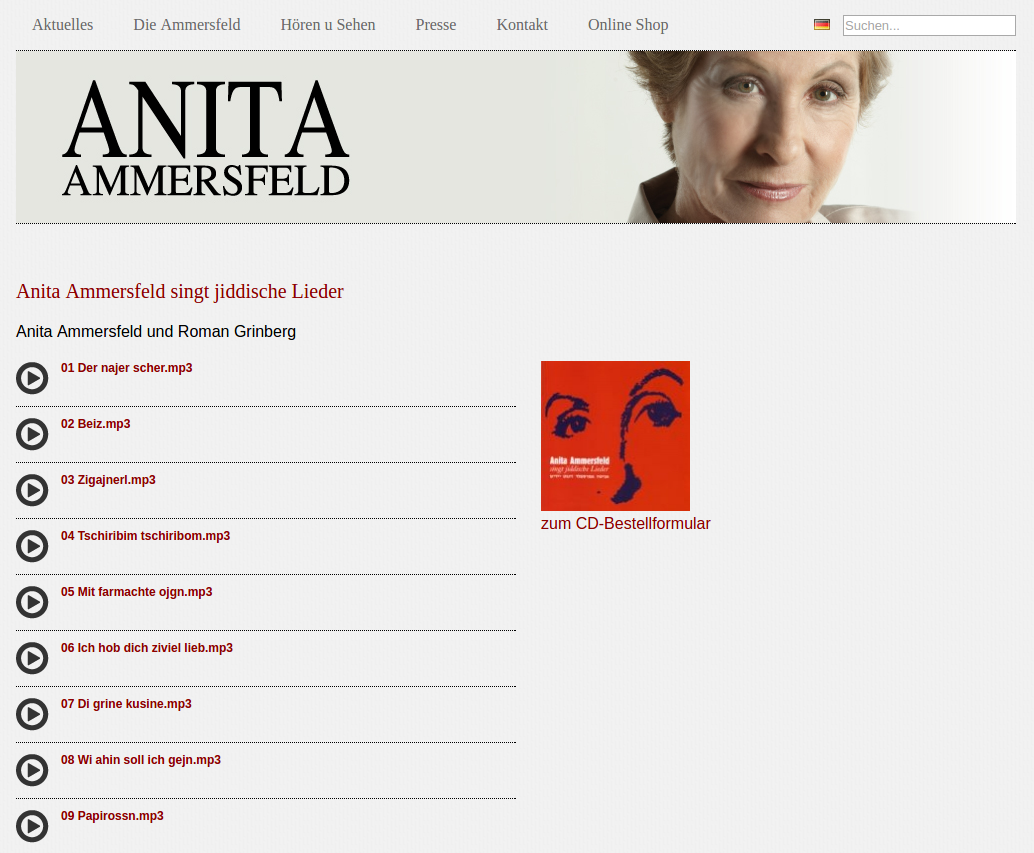 Aktuelles
Die Ammersfeld
Hören u Sehen
Presse
Kontakt
Online Shop
Suchen...
ANITA
AMMERSFELD
Anita Ammersfeld singt jiddische Lieder
Anita Ammersfeld und Roman Grinberg
01 Der najer scher.mp3
02 Beiz.mp3
03 Zigajnerl.mp3
04 Tschiribim tschiribom.mp3
05 Mit farmachte ojgn.mp3
06 Ich hob dich ziviel lieb.mp3
07 Di grine kusine.mp3
08 Wi ahin soll ich gejn.mp3
09 Papirossn.mp3
Anita Ammersfeld
singt jiddische Lieder
zum CD-Bestellformular